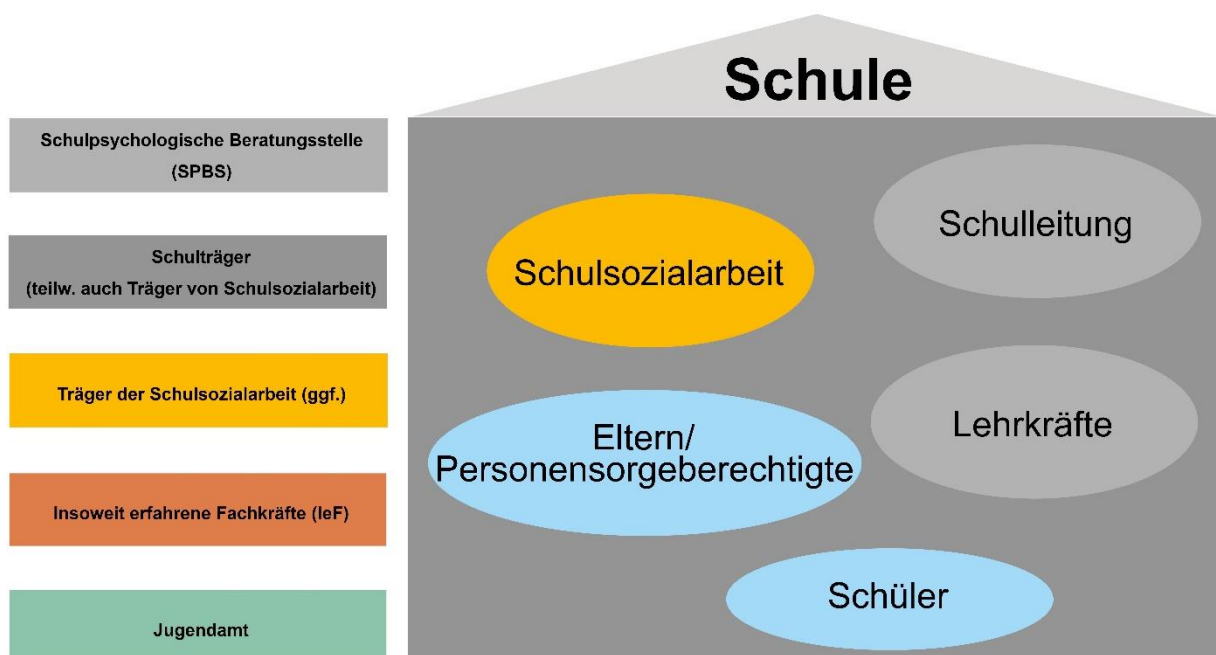 Schule
Schulpsychologische Beratungsstelle
(SPBS)
Schulträger
(teilw. auch Träger von Schulsozialarbeit)
Träger der Schulsozialarbeit (ggf.)
Insoweit erfahrene Fachkräfte (IeF)
Jugendamt
Schulleitung
Schulsozialarbeit
Lehrkräfte
Eltern/
Personensorgeberechtigte
Schüler